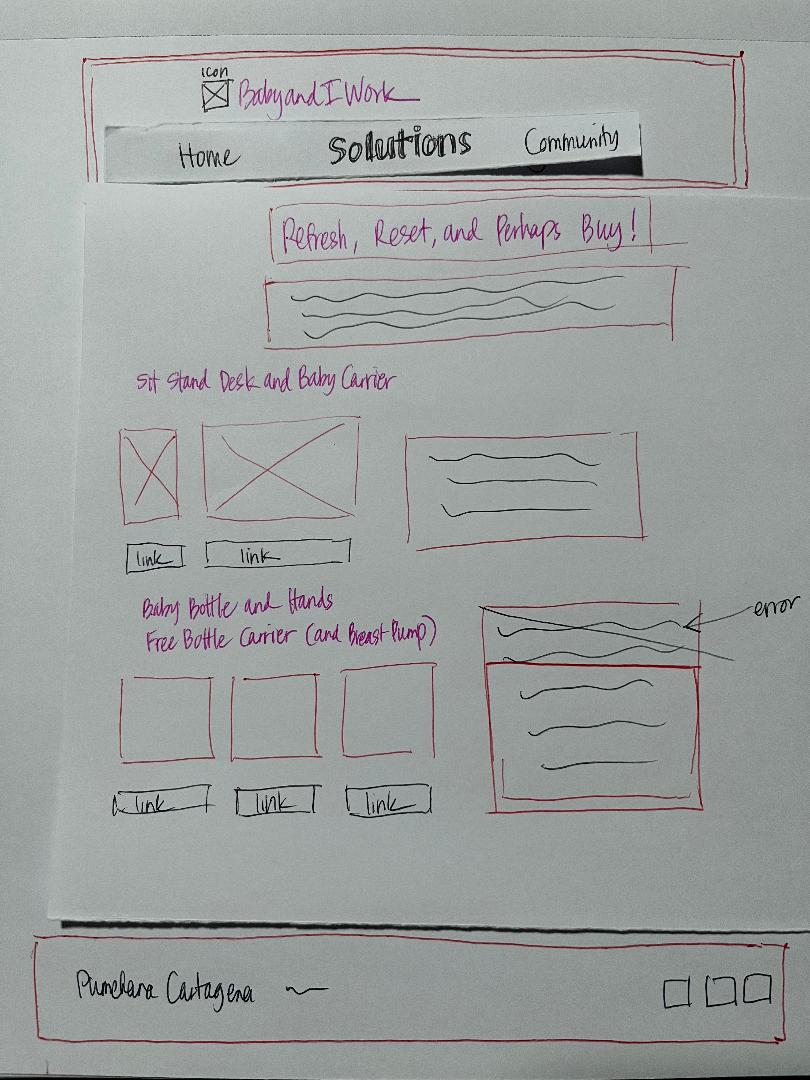 icon
BabyandIWork
Home Solutions Community
Refresh, Reset, and Perhaps Buy!
Sit Stand Desk and Baby Carrier
link link
error
Baby Bottle and Hands
Free Bottle Carrier (and Breast Pump)
link link link
Cartagena